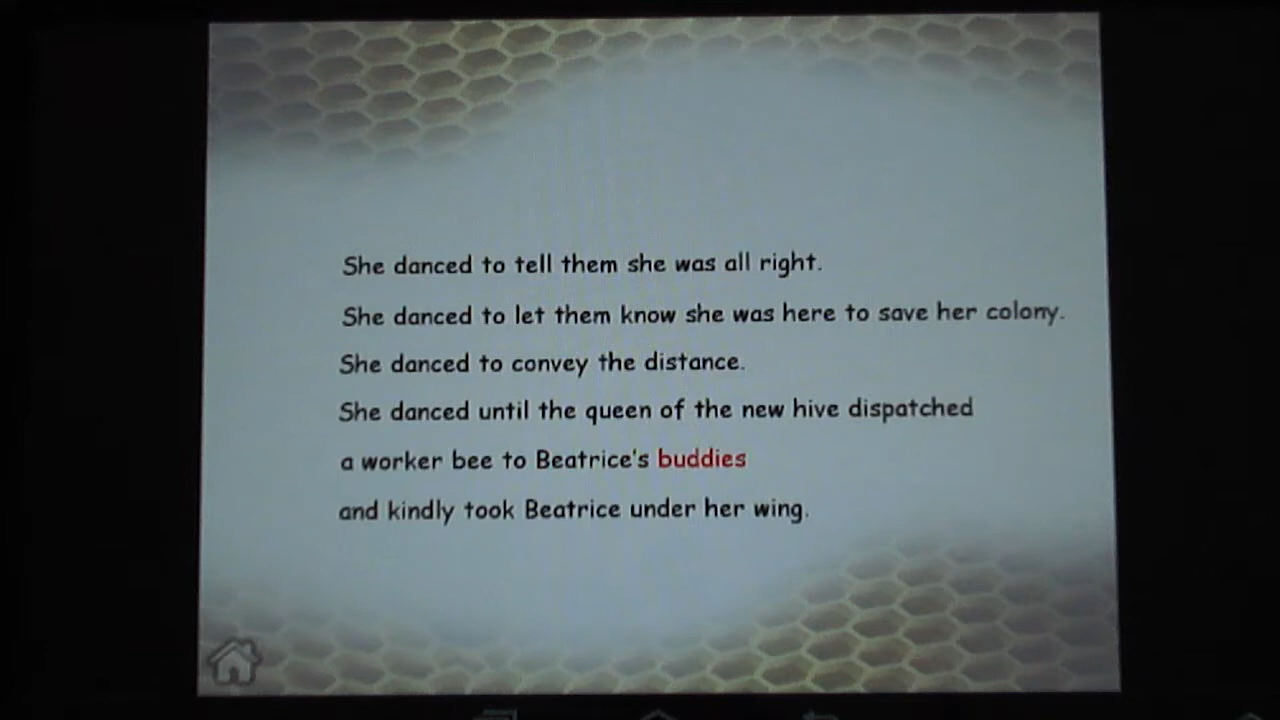 She danced to tell them she was all right.
She danced to let them know she was here to save her colony.
She danced to convey the distance.
She danced until the queen of the new hive dispatched
a worker bee to Beatrice's buddies
and kindly took Beatrice under her wing.